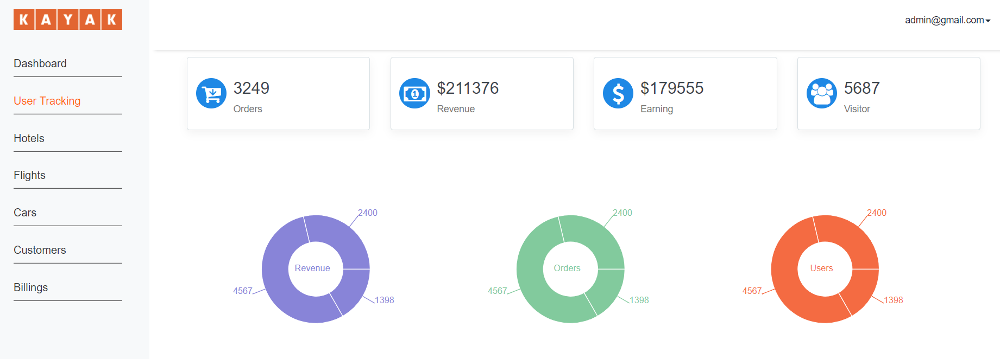 KAYAK
admin@gmail.com
Dashboard
User Tracking
Hotels
Flights
Cars
Customers
Billings
3249
Orders
$211376
Revenue
$179555
Earning
5687
Visitor
2400
Revenue
4567
1398
2400
Orders
4567
1398
2400
Users
4567
1398